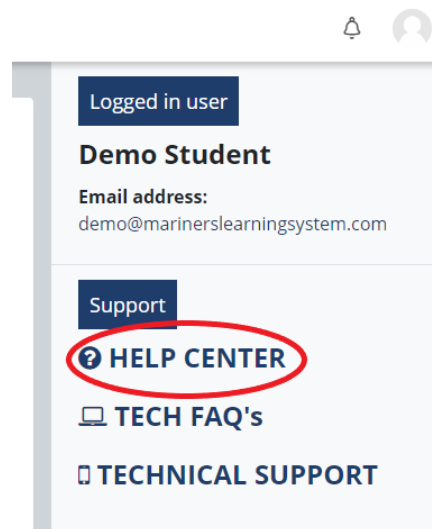 Logged in user
Demo Student
Email address:
demo@marinerslearningsystem.com
Support
HELP CENTER
TECH FAQ's
TECHNICAL SUPPORT